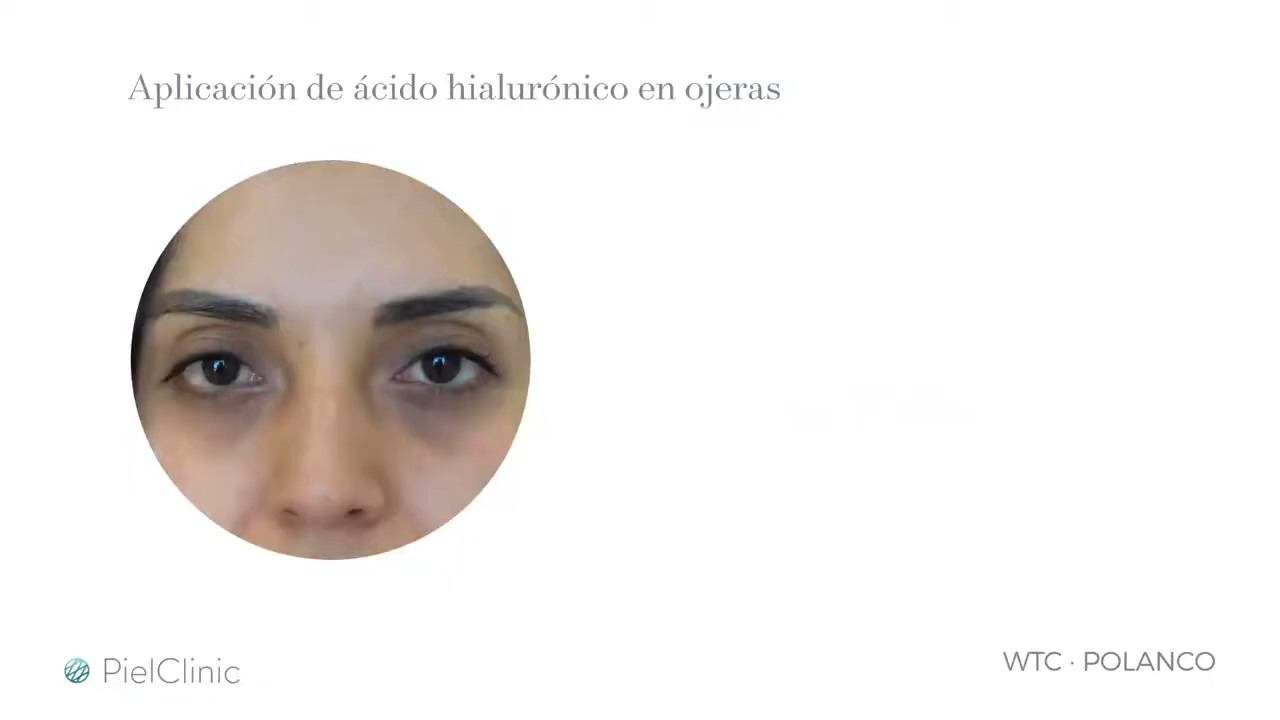 Aplicación de ácido hialurónico en ojeras
PielClinic
WTC · POLANCO